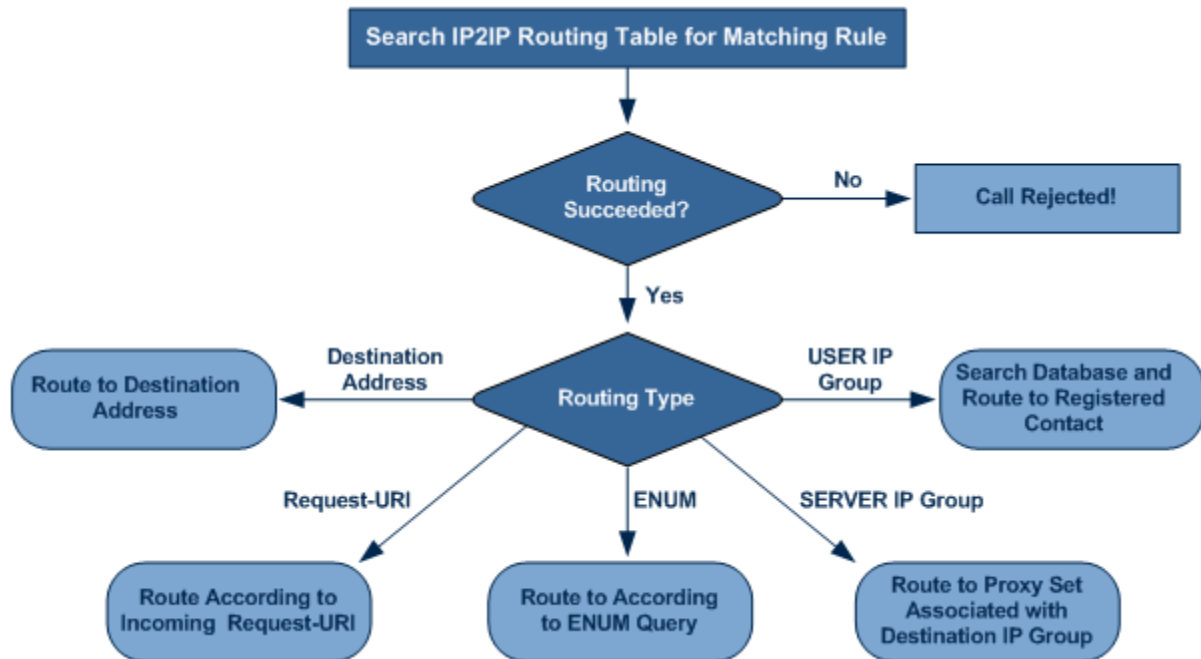 Search IP2IP Routing Table for Matching Rule
Routing
Succeeded?
No
Call Rejected!
Yes
Destination
Address
USER IP
Group
Route to Destination
Address
Routing Type
Search Database and
Route to Registered
Contact
Request-URI
ENUM
SERVER IP Group
Route According to
Incoming Request-URI
Route to According
to ENUM Query
Route to Proxy Set
Associated with
Destination IP Group